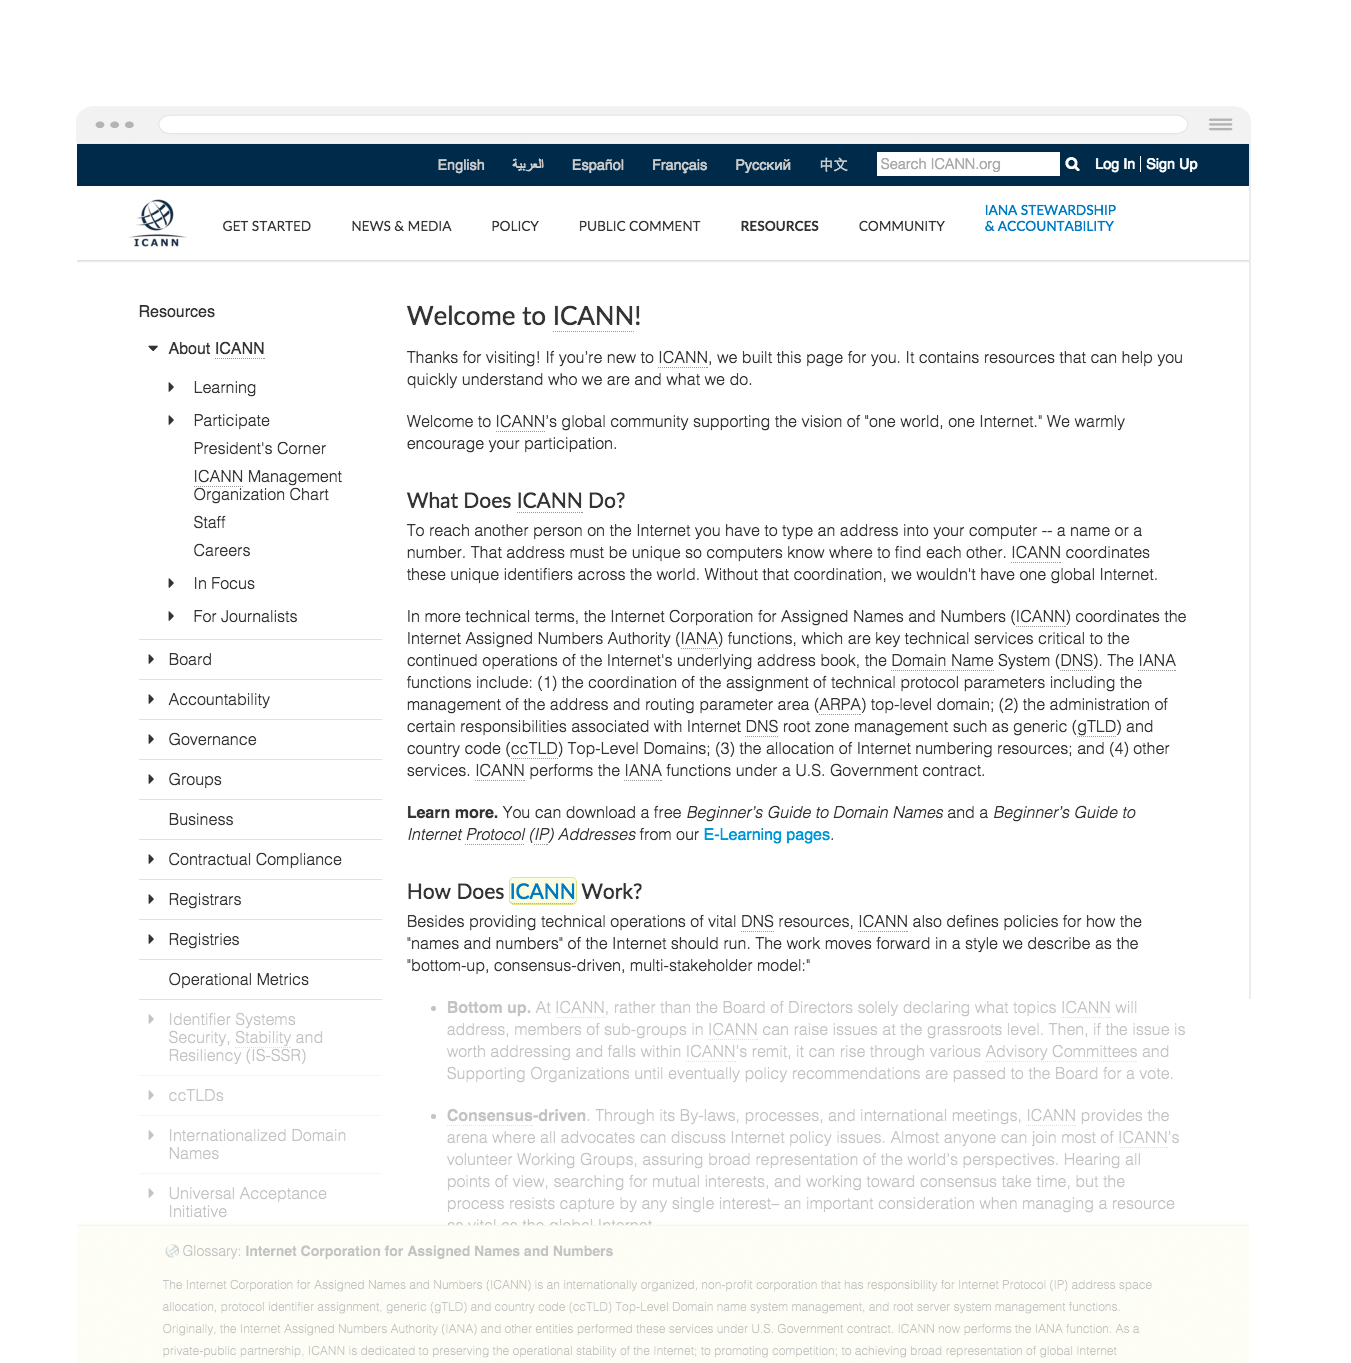 English العربية Español Français Русский 中文 Search ICANN.org Log In | Sign Up
ICANN
GET STARTED NEWS & MEDIA POLICY PUBLIC COMMENT RESOURCES COMMUNITY IANA STEWARDSHIP
& ACCOUNTABILITY
Resources
About ICANN
Learning
Participate
President's Corner
ICANN Management
Organization Chart
Staff
Careers
In Focus
For Journalists
Board
Accountability
Governance
Groups
Business
Contractual Compliance
Registrars
Registries
Operational Metrics
Identifier Systems
Security, Stability and
Resiliency (IS-SSR)
ccTLDs
Internationalized Domain
Names
Universal Acceptance
Initiative
Welcome to ICANN!
Thanks for visiting! If you're new to ICANN, we built this page for you. It contains resources that can help you
quickly understand who we are and what we do.
Welcome to ICANN's global community supporting the vision of "one world, one Internet." We warmly
encourage your participation.
What Does ICANN Do?
To reach another person on the Internet you have to type an address into your computer -- a name or a
number. That address must be unique so computers know where to find each other. ICANN coordinates
these unique identifiers across the world. Without that coordination, we wouldn't have one global Internet.
In more technical terms, the Internet Corporation for Assigned Names and Numbers (ICANN) coordinates the
Internet Assigned Numbers Authority (IANA) functions, which are key technical services critical to the
continued operations of the Internet's underlying address book, the Domain Name System (DNS). The IANA
functions include: (1) the coordination of the assignment of technical protocol parameters including the
management of the address and routing parameter area (ARPA) top-level domain; (2) the administration of
certain responsibilities associated with Internet DNS root zone management such as generic (gTLD) and
country code (ccTLD) Top-Level Domains; (3) the allocation of Internet numbering resources; and (4) other
services. ICANN performs the IANA functions under a U.S. Government contract.
Learn more. You can download a free Beginner's Guide to Domain Names and a Beginner's Guide to
Internet Protocol (IP) Addresses from our E-Learning pages.
How Does ICANN Work?
Besides providing technical operations of vital DNS resources, ICANN also defines policies for how the
"names and numbers" of the Internet should run. The work moves forward in a style we describe as the
"bottom-up, consensus-driven, multi-stakeholder model:"
• Bottom up. At ICANN, rather than the Board of Directors solely declaring what topics ICANN will
address, members of sub-groups in ICANN can raise issues at the grassroots level. Then, if the issue is
worth addressing and falls within ICANN's remit, it can rise through various Advisory Committees and
Supporting Organizations until eventually policy recommendations are passed to the Board for a vote.
• Consensus-driven. Through its By-laws, processes, and international meetings, ICANN provides the
arena where all advocates can discuss Internet policy issues. Almost anyone can join most of ICANN's
volunteer Working Groups, assuring broad representation of the world's perspectives. Hearing all
points of view, searching for mutual interests, and working toward consensus take time, but the
process resists capture by any single interest– an important consideration when managing a resource
as vital as the global Internet.
Glossary: Internet Corporation for Assigned Names and Numbers
The Internet Corporation for Assigned Names and Numbers (ICANN) is an internationally organized, non-profit corporation that has responsibility for Internet Protocol (IP) address space
allocation, protocol identifier assignment, generic (gTLD) and country code (ccTLD) Top-Level Domain name system management, and root server system management functions.
Originally, the Internet Assigned Numbers Authority (IANA) and other entities performed these services under U.S. Government contract. ICANN now performs the IANA function. As a
private-public partnership, ICANN is dedicated to preserving the operational stability of the Internet; to promoting competition; to achieving broad representation of global Internet